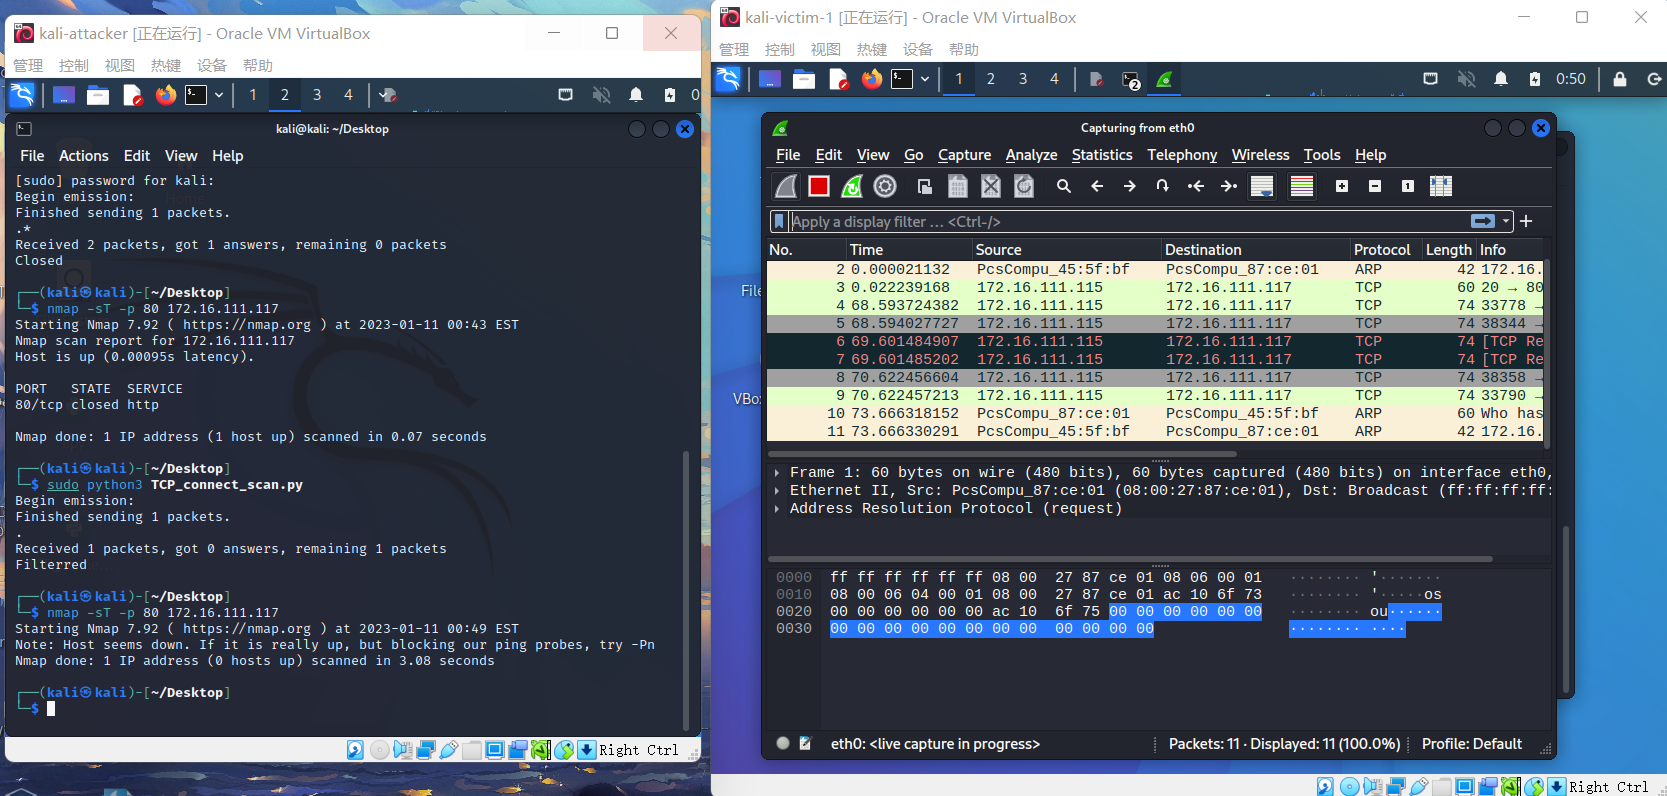 kali-attacker [正在运行] - Oracle VM VirtualBox
管理 控制 视图 热键 设备 帮助
1 2 3 4 0
kali@kali: ~/Desktop
File Actions Edit View Help
[sudo] password for kali:
Begin emission:
Finished sending 1 packets.
.*
Received 2 packets, got 1 answers, remaining 0 packets
Closed
┌──(kali㉿kali)-[~/Desktop]
└─$ nmap -sT -p 80 172.16.111.117
Starting Nmap 7.92 ( https://nmap.org ) at 2023-01-11 00:43 EST
Nmap scan report for 172.16.111.117
Host is up (0.00095s latency).
PORT STATE SERVICE
80/tcp closed http
Nmap done: 1 IP address (1 host up) scanned in 0.07 seconds
┌──(kali㉿kali)-[~/Desktop]
└─$ sudo python3 TCP_connect_scan.py
Begin emission:
Finished sending 1 packets.
.
Received 1 packets, got 0 answers, remaining 1 packets
Filterred
┌──(kali㉿kali)-[~/Desktop]
└─$ nmap -sT -p 80 172.16.111.117
Starting Nmap 7.92 ( https://nmap.org ) at 2023-01-11 00:49 EST
Note: Host seems down. If it is really up, but blocking our ping probes, try -Pn
Nmap done: 1 IP address (0 hosts up) scanned in 3.08 seconds
┌──(kali㉿kali)-[~/Desktop]
└─$
Right Ctrl
kali-victim-1 [正在运行] - Oracle VM VirtualBox
管理 控制 视图 热键 设备 帮助
1 2 3 4 2 0:50
File
VBo
Capturing from eth0
File Edit View Go Capture Analyze Statistics Telephony Wireless Tools Help
Apply a display filter ... <Ctrl-/>
No. Time Source Destination Protocol Length Info
2 0.000021132 PcsCompu_45:5f:bf PcsCompu_87:ce:01 ARP 42 172.16.
3 0.022239168 172.16.111.115 172.16.111.117 TCP 60 20 → 80
4 68.593724382 172.16.111.115 172.16.111.117 TCP 74 33778 →
5 68.594027727 172.16.111.115 172.16.111.117 TCP 74 38344 →
6 69.601484907 172.16.111.115 172.16.111.117 TCP 74 [TCP Re
7 69.601485202 172.16.111.115 172.16.111.117 TCP 74 [TCP Re
8 70.622456604 172.16.111.115 172.16.111.117 TCP 74 38358 →
9 70.622457213 172.16.111.115 172.16.111.117 TCP 74 33790 →
10 73.666318152 PcsCompu_87:ce:01 PcsCompu_45:5f:bf ARP 60 Who has
11 73.666330291 PcsCompu_45:5f:bf PcsCompu_87:ce:01 ARP 42 172.16.
Frame 1: 60 bytes on wire (480 bits), 60 bytes captured (480 bits) on interface eth0,
Ethernet II, Src: PcsCompu_87:ce:01 (08:00:27:87:ce:01), Dst: Broadcast (ff:ff:ff:ff:
Address Resolution Protocol (request)
0000 ff ff ff ff ff ff 08 00 27 87 ce 01 08 06 00 01 ········ '·······
0010 08 00 06 04 00 01 08 00 27 87 ce 01 ac 10 6f 73 ········ '·····os
0020 00 00 00 00 00 00 ac 10 6f 75 00 00 00 00 00 00 ········ ou······
0030 00 00 00 00 00 00 00 00 00 00 00 00 ········ ····
eth0: <live capture in progress> Packets: 11 · Displayed: 11 (100.0%) Profile: Default
Right Ctrl